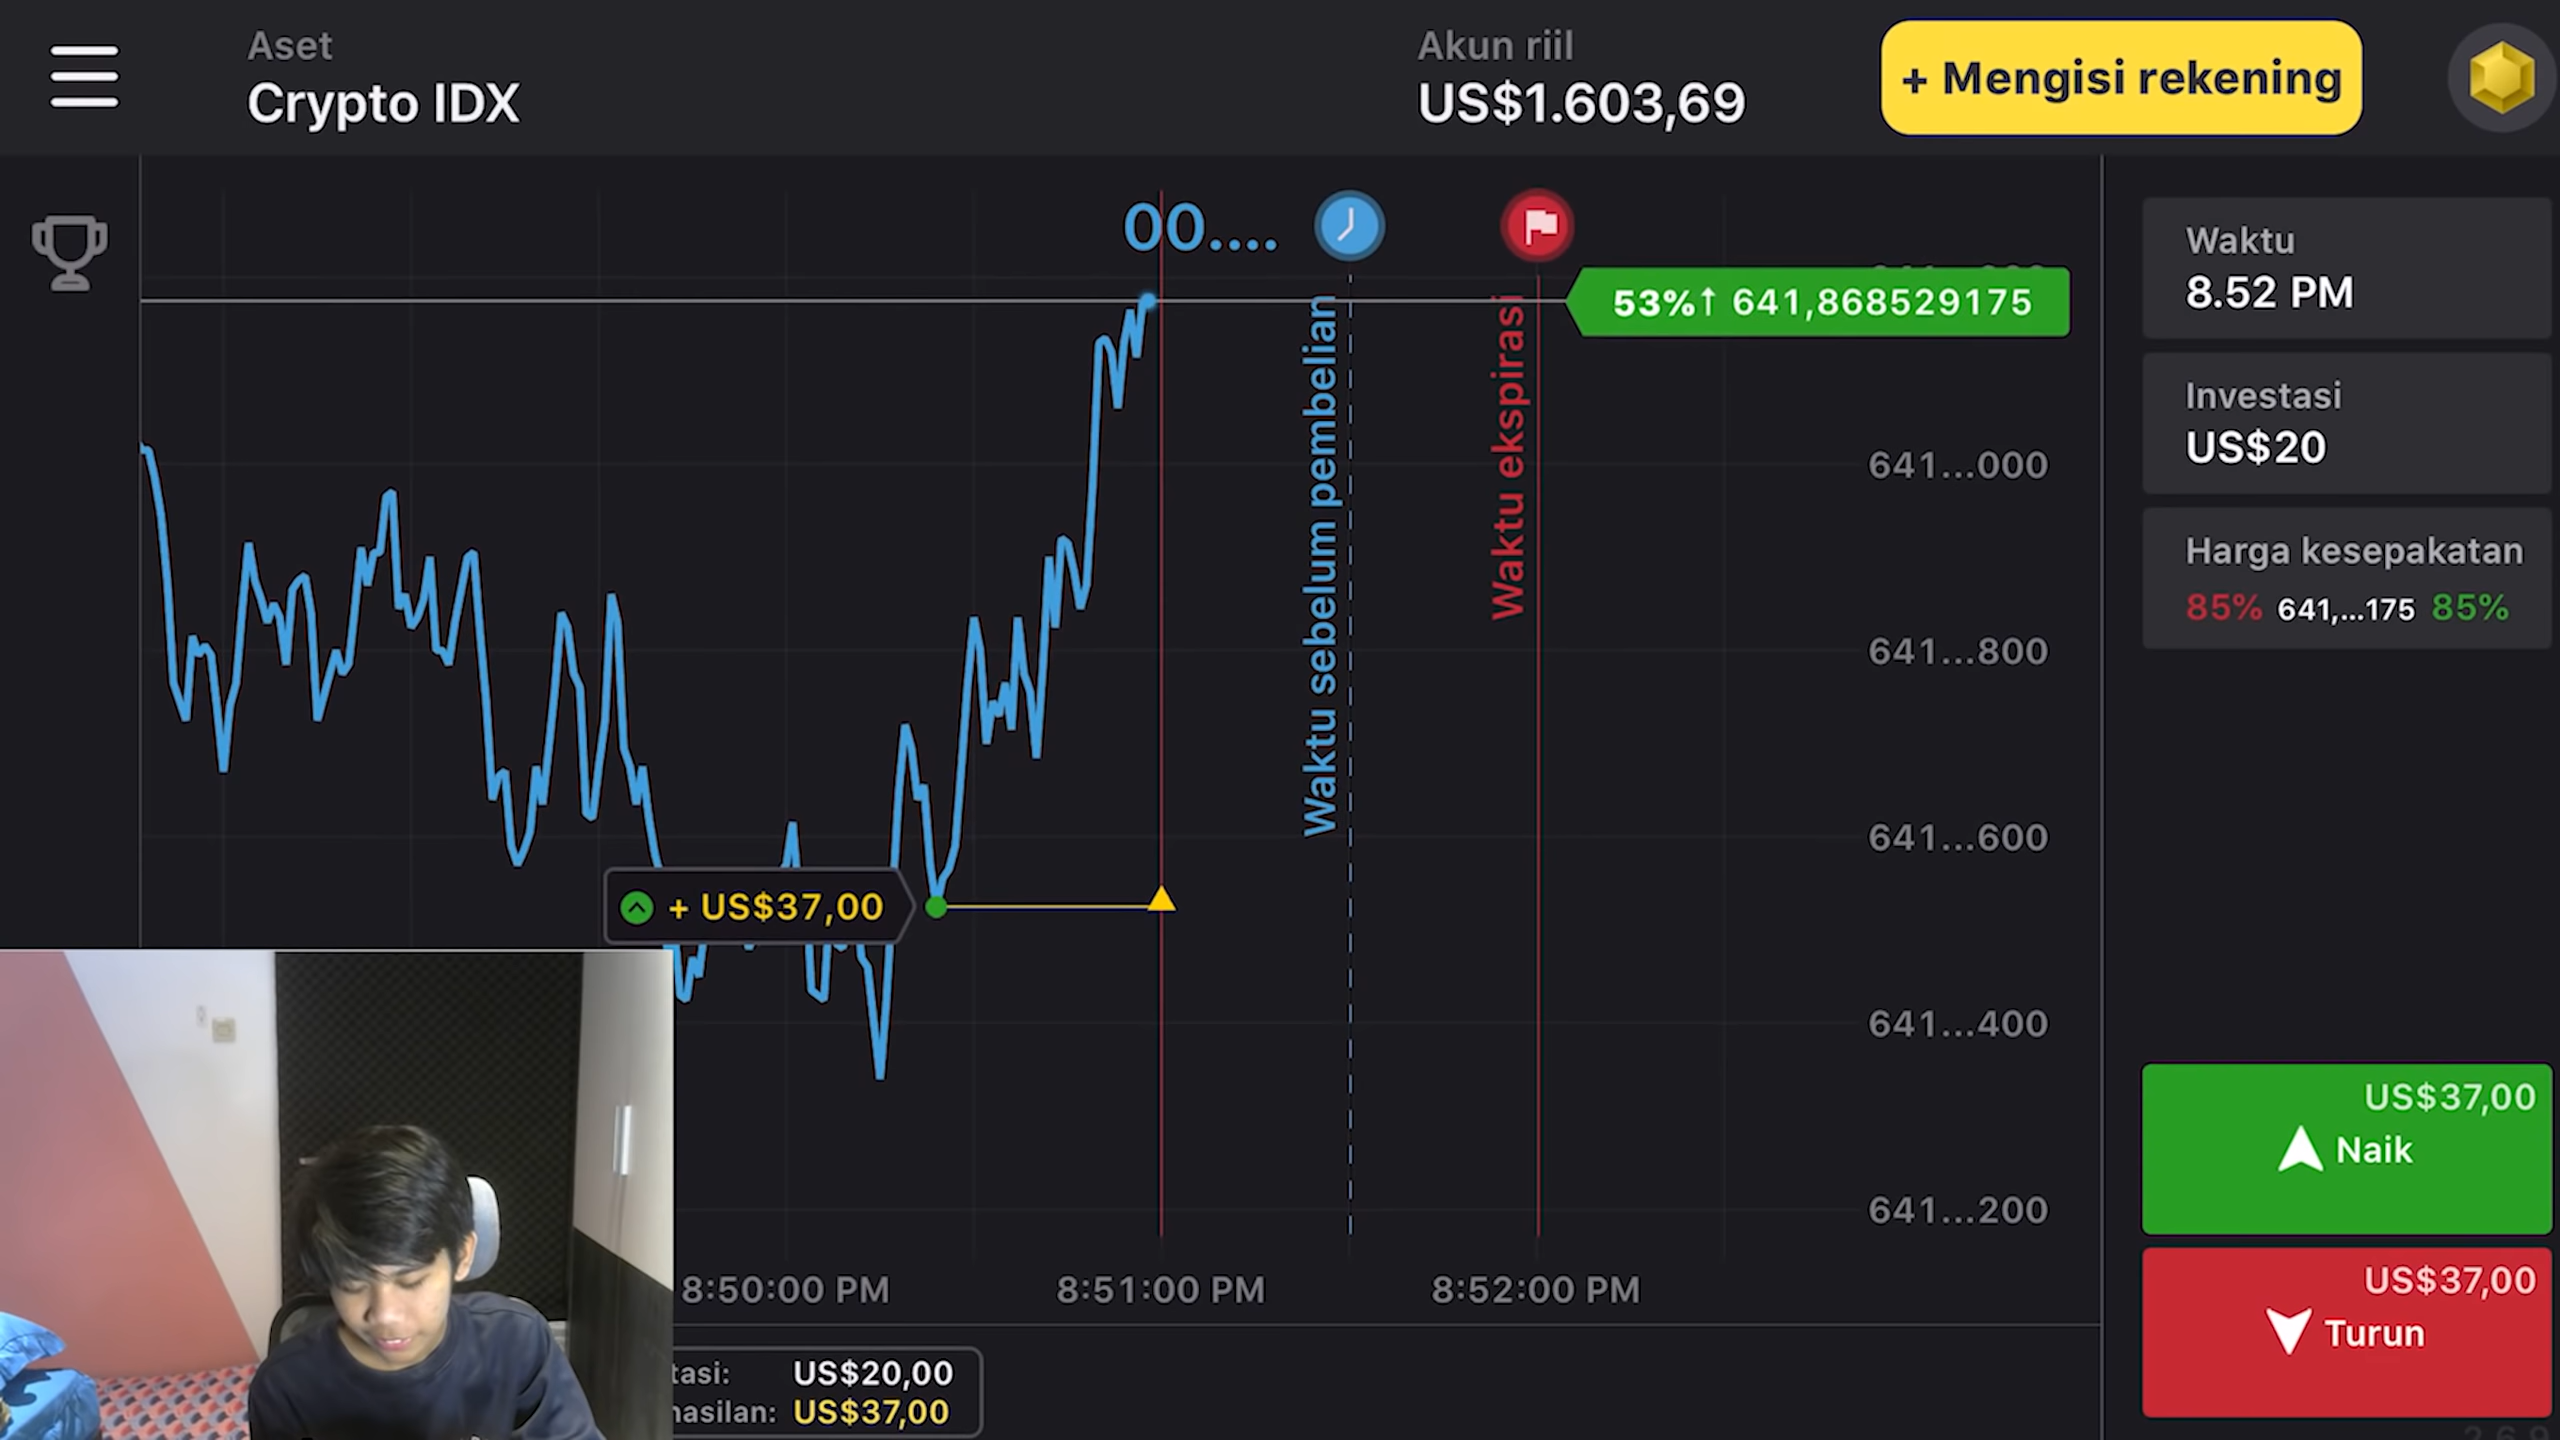 Aset
Crypto IDX
Akun riil
US$1.603,69
+ Mengisi rekening
00....
53%↑ 641,868529175
Waktu sebelum pembelian
Waktu ekspirasi
641...000
641...800
641...600
641...400
641...200
+ US$37,00
8:50:00 PM
8:51:00 PM
8:52:00 PM
tasi: US$20,00
hasilan: US$37,00
Waktu
8.52 PM
Investasi
US$20
Harga kesepakatan
85% 641,...175 85%
US$37,00
Naik
US$37,00
Turun